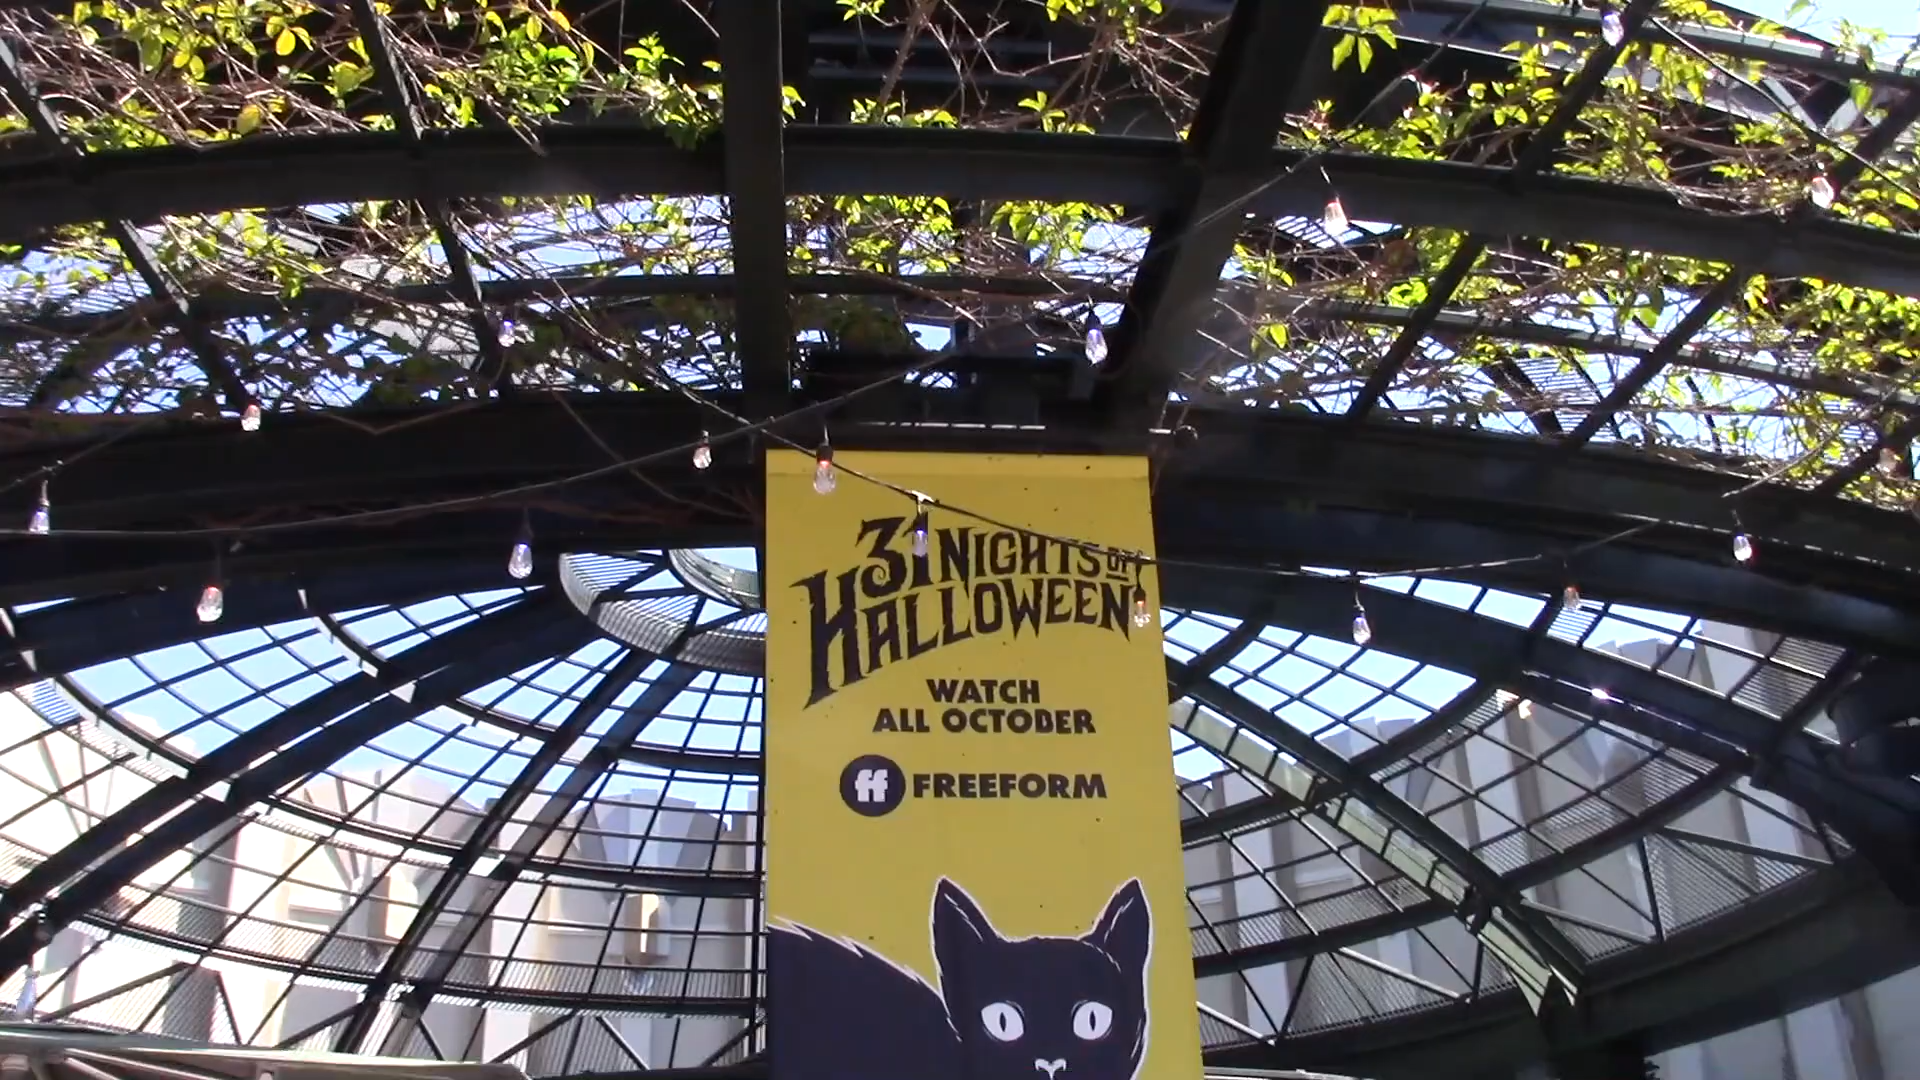 31 NIGHTS OF
HALLOWEEN
WATCH
ALL OCTOBER
ff FREEFORM